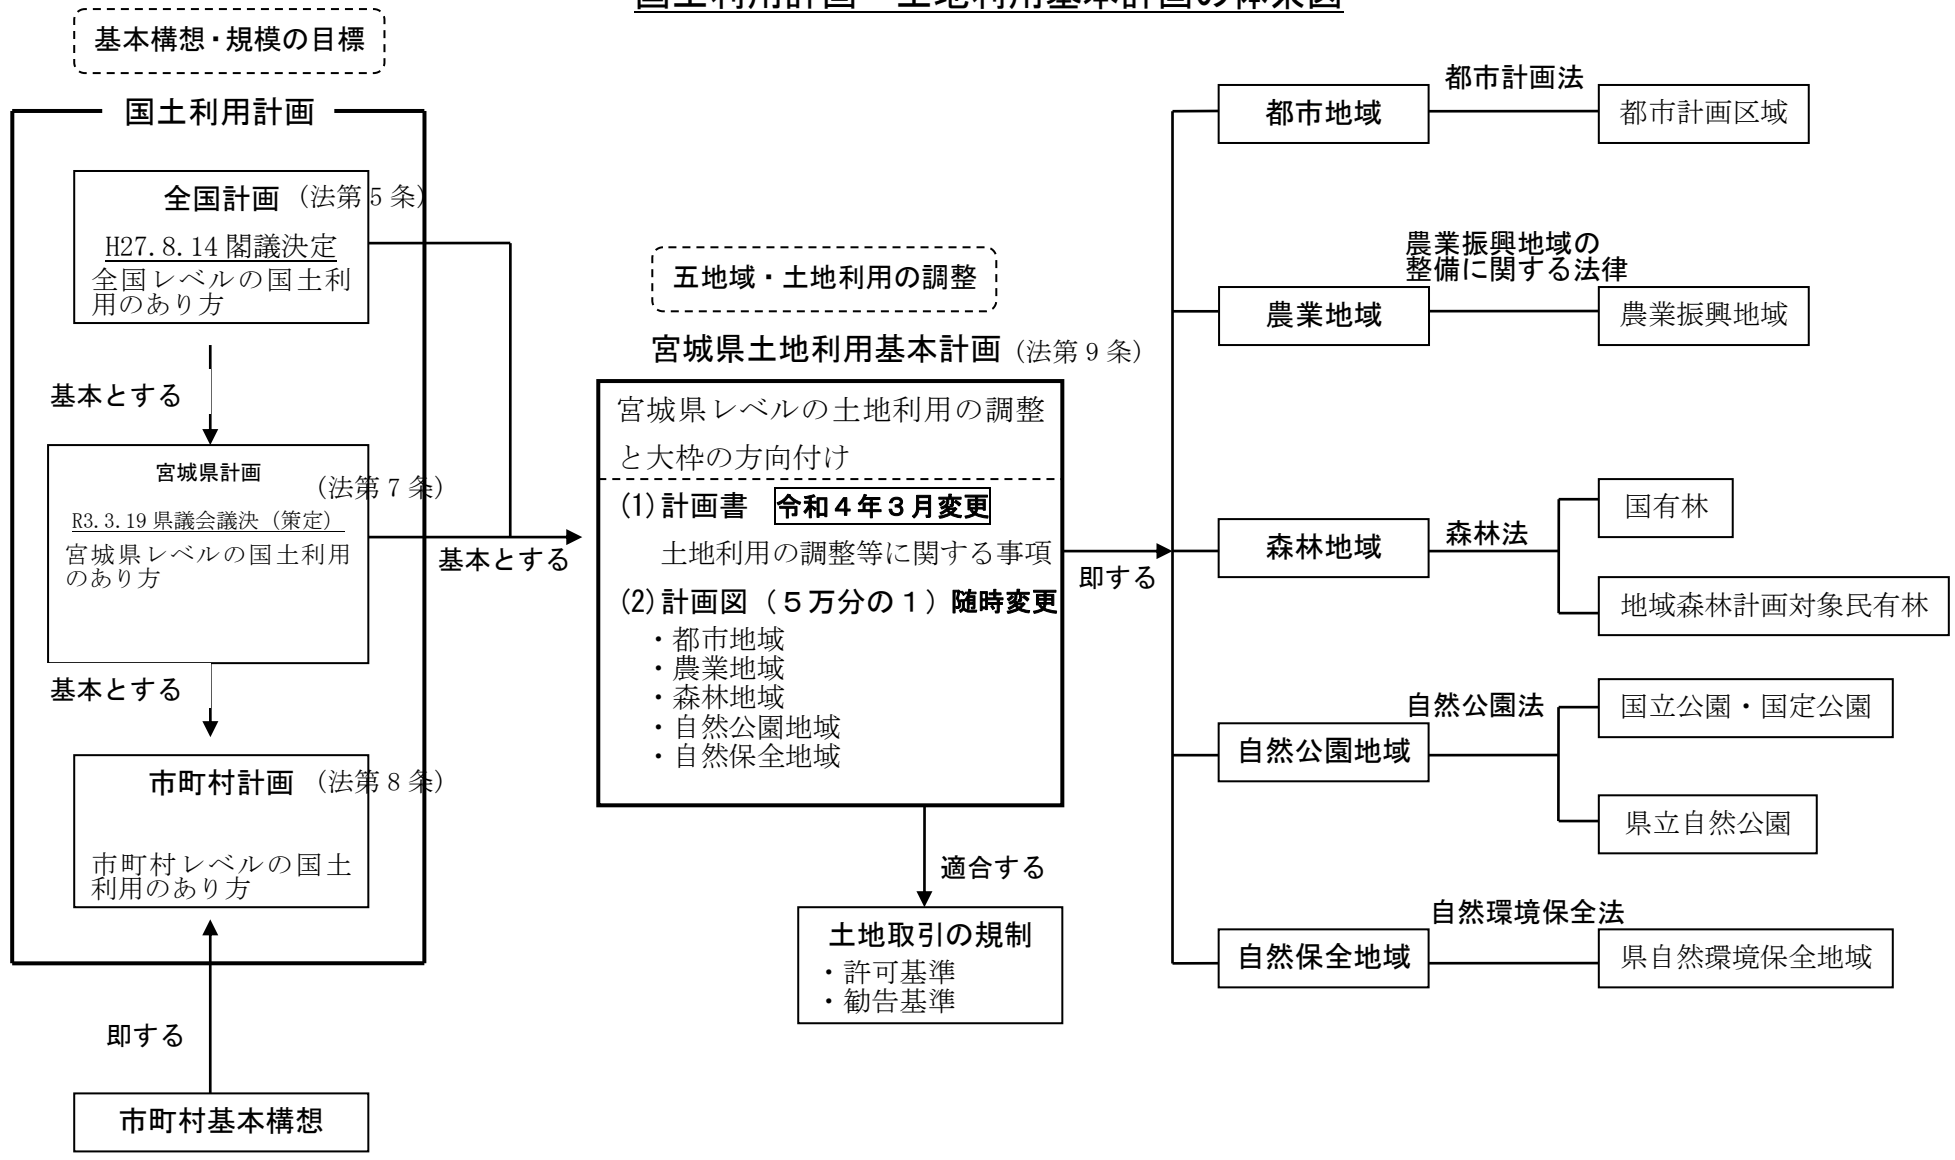 基本構想・規模の目標
国土利用計画
全国計画（法第5条）
H27.8.14 閣議決定
全国レベルの国土利
用のあり方
基本とする
宮城県計画
（法第7条）
R3.3.19 県議会議決（策定）
宮城県レベルの国土利用
のあり方
基本とする
市町村計画（法第8条）
市町村レベルの国土
利用のあり方
即する
市町村基本構想
基本とする
五地域・土地利用の調整
宮城県土地利用基本計画（法第9条）
宮城県レベルの土地利用の調整
と大枠の方向付け
(1)計画書 令和４年３月変更
土地利用の調整等に関する事項
(2)計画図（５万分の１）随時変更
・都市地域
・農業地域
・森林地域
・自然公園地域
・自然保全地域
適合する
土地取引の規制
・許可基準
・勧告基準
即する
都市地域
都市計画法
都市計画区域
農業地域
農業振興地域の
整備に関する法律
農業振興地域
森林地域
森林法
国有林
地域森林計画対象民有林
自然公園地域
自然公園法
国立公園・国定公園
県立自然公園
自然保全地域
自然環境保全法
県自然環境保全地域